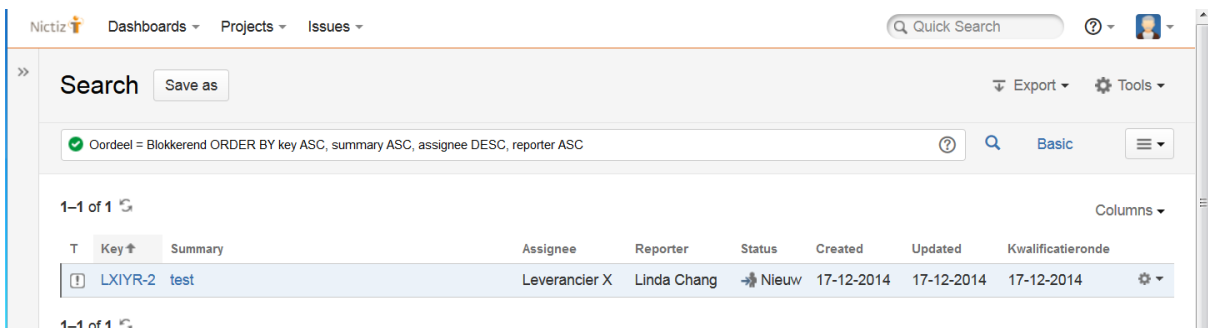 Nictiz Dashboards Projects Issues Quick Search
Search Save as Export Tools
Oordeel = Blokkerend ORDER BY key ASC, summary ASC, assignee DESC, reporter ASC Basic
1–1 of 1 Columns
T Key Summary Assignee Reporter Status Created Updated Kwalificatieronde
LXIYR-2 test Leverancier X Linda Chang Nieuw 17-12-2014 17-12-2014 17-12-2014
1–1 of 1